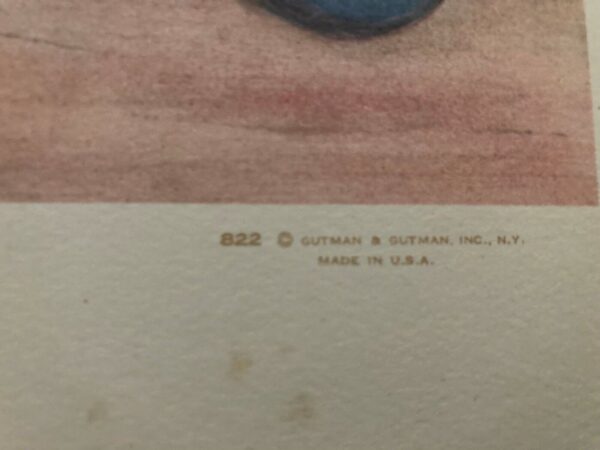 822 © GUTMAN & GUTMAN, INC., N.Y.
MADE IN U.S.A.